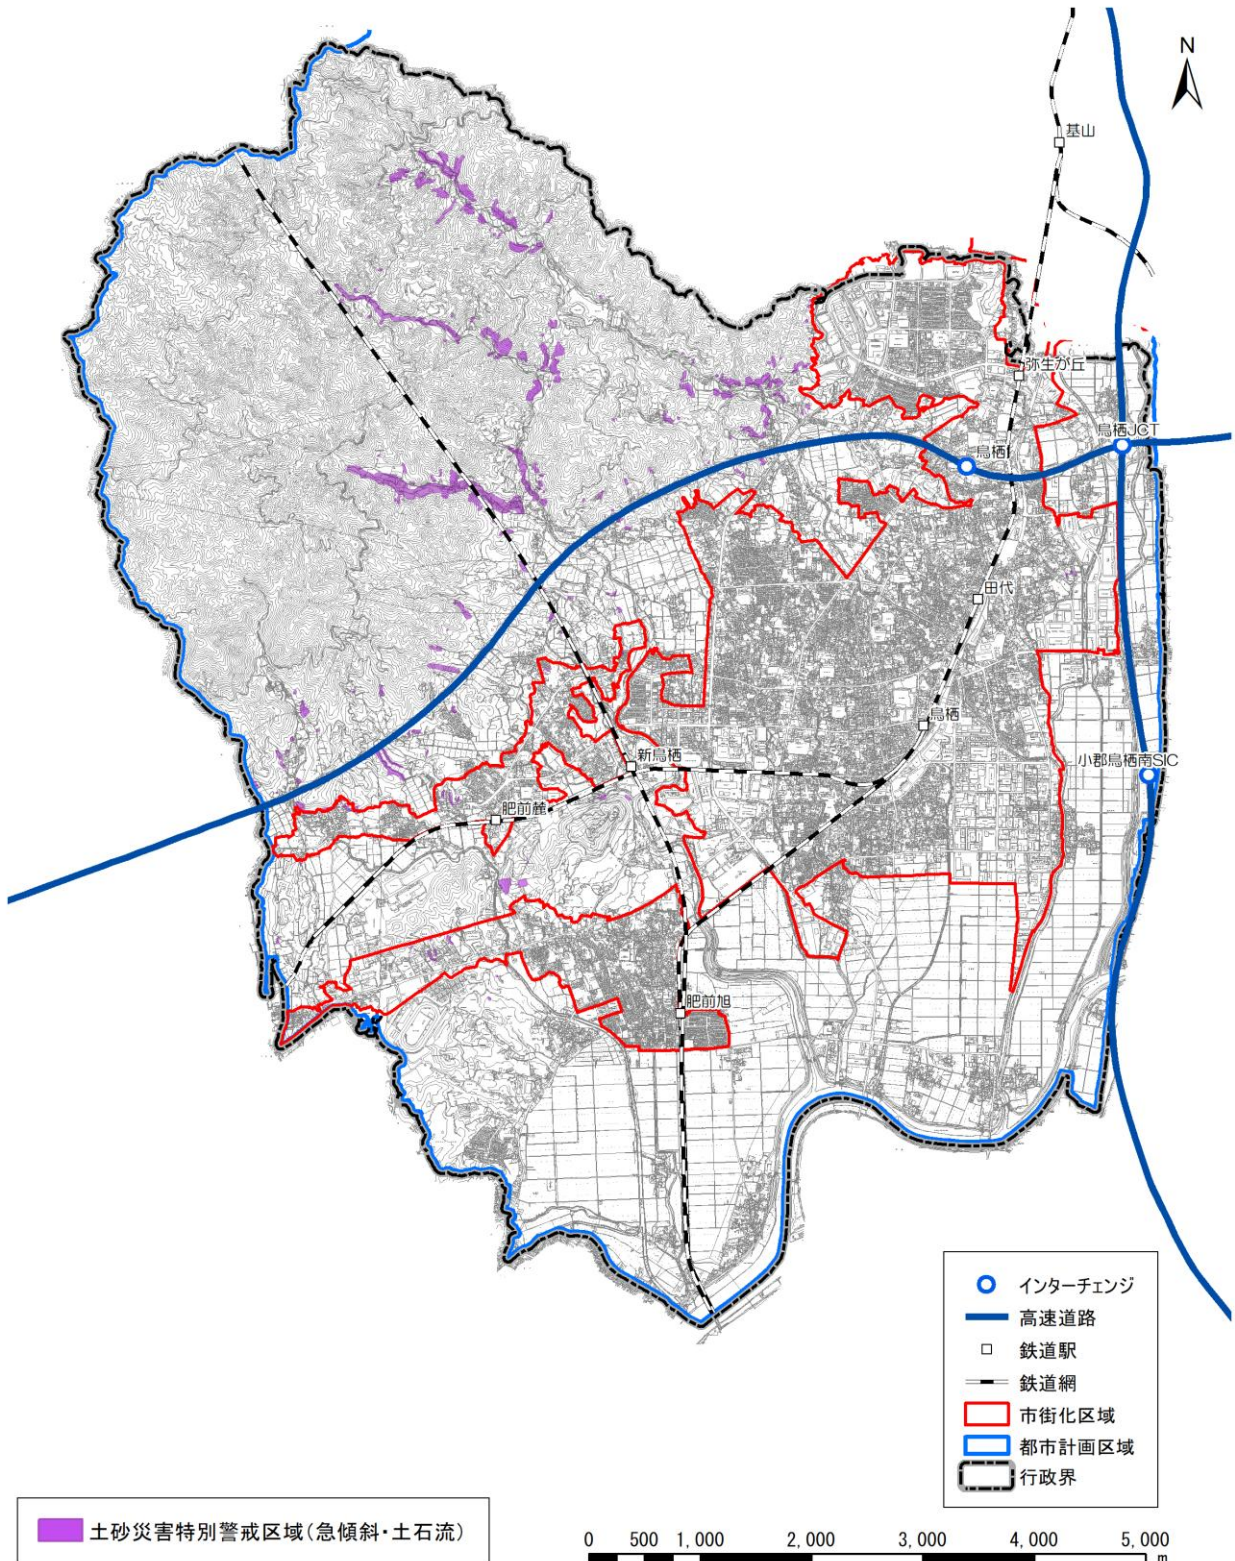 N
基山
弥生が丘
鳥栖JCT
鳥栖
田代
鳥栖
小郡鳥栖南SIC
新鳥栖
肥前麓
肥前旭
インターチェンジ
高速道路
鉄道駅
鉄道網
市街化区域
都市計画区域
行政界
土砂災害特別警戒区域(急傾斜・土石流)
0 500 1,000 2,000 3,000 4,000 5,000
m